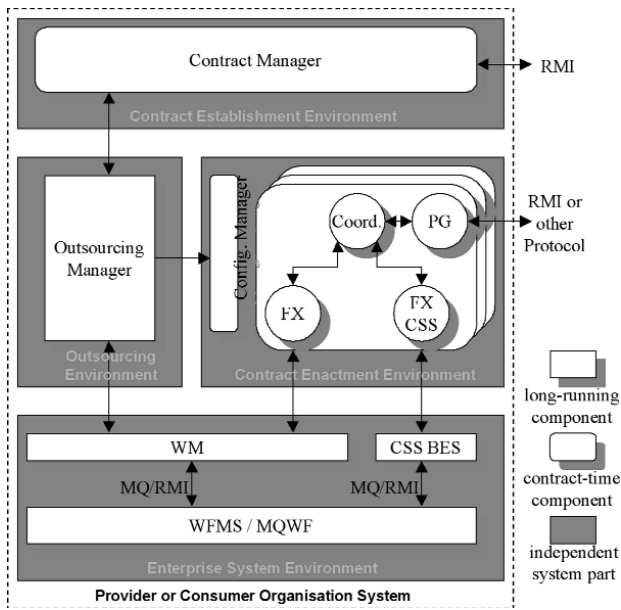 Contract Manager
RMI
Contract Establishment Environment
Outsourcing
Manager
Config. Manager
Coord.
PG
RMI or
other
Protocol
FX
FX
CSS
Outsourcing
Environment
Contract Enactment Environment
long-running
component
WM
CSS BES
MQ/RMI
MQ/RMI
contract-time
component
WFMS / MQWF
Enterprise System Environment
independent
system part
Provider or Consumer Organisation System